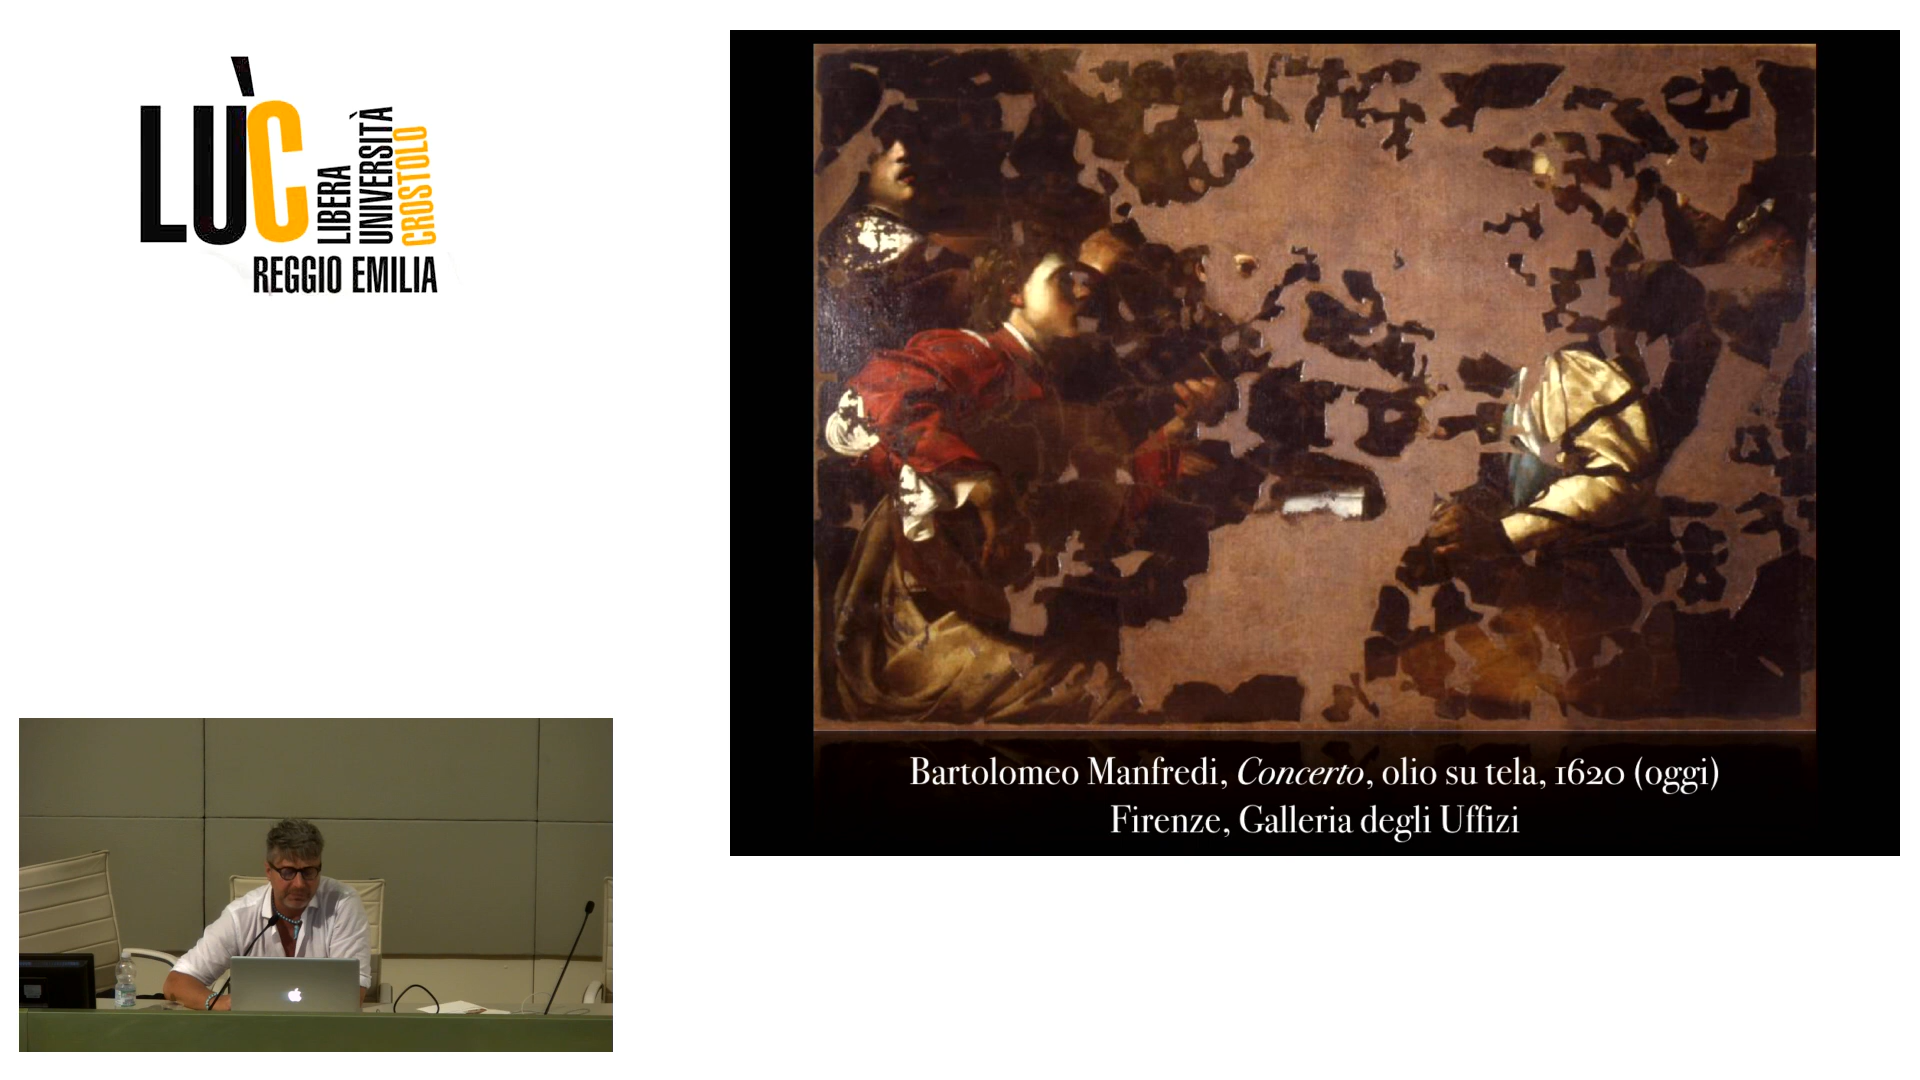 LÙC
LIBERA
UNIVERSITÀ
CROSTOLO
REGGIO EMILIA
Bartolomeo Manfredi, Concerto, olio su tela, 1620 (oggi)
Firenze, Galleria degli Uffizi